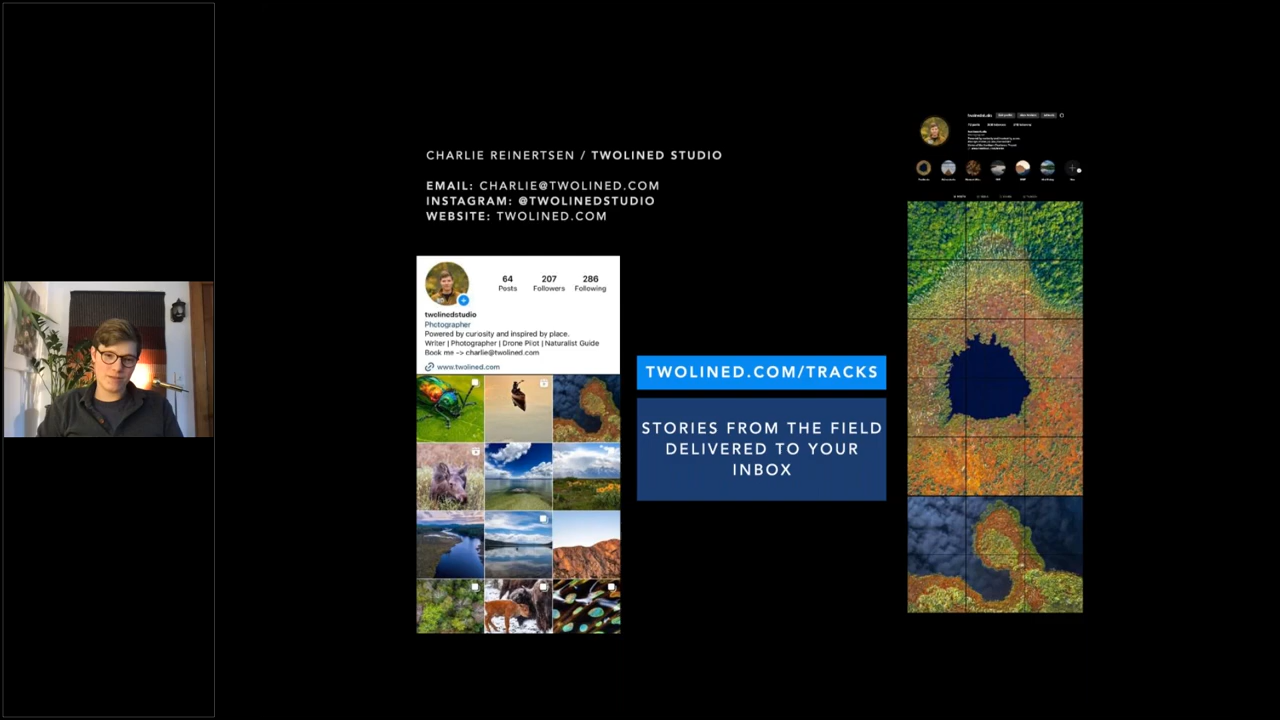 CHARLIE REINERTSEN / TWOLINED STUDIO
EMAIL: CHARLIE@TWOLINED.COM
INSTAGRAM: @TWOLINEDSTUDIO
WEBSITE: TWOLINED.COM
64 207 286
Posts Followers Following
twolinedstudio
Photographer
Powered by curiosity and inspired by place.
Writer | Photographer | Drone Pilot | Naturalist Guide
Book me -> charlie@twolined.com
www.twolined.com
TWOLINED.COM/TRACKS
STORIES FROM THE FIELD
DELIVERED TO YOUR
INBOX
twolinedstudio